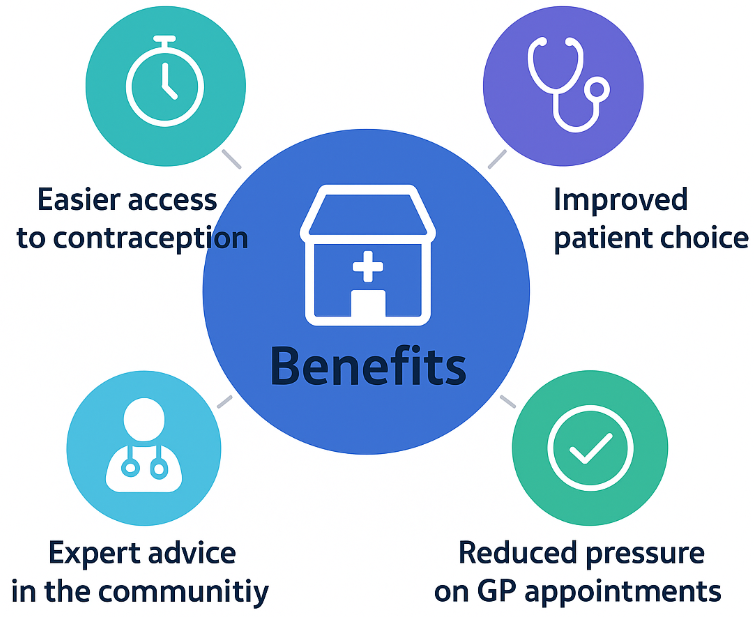 Easier access
to contraception
Improved
patient choice
Benefits
Expert advice
in the communitiy
Reduced pressure
on GP appointments